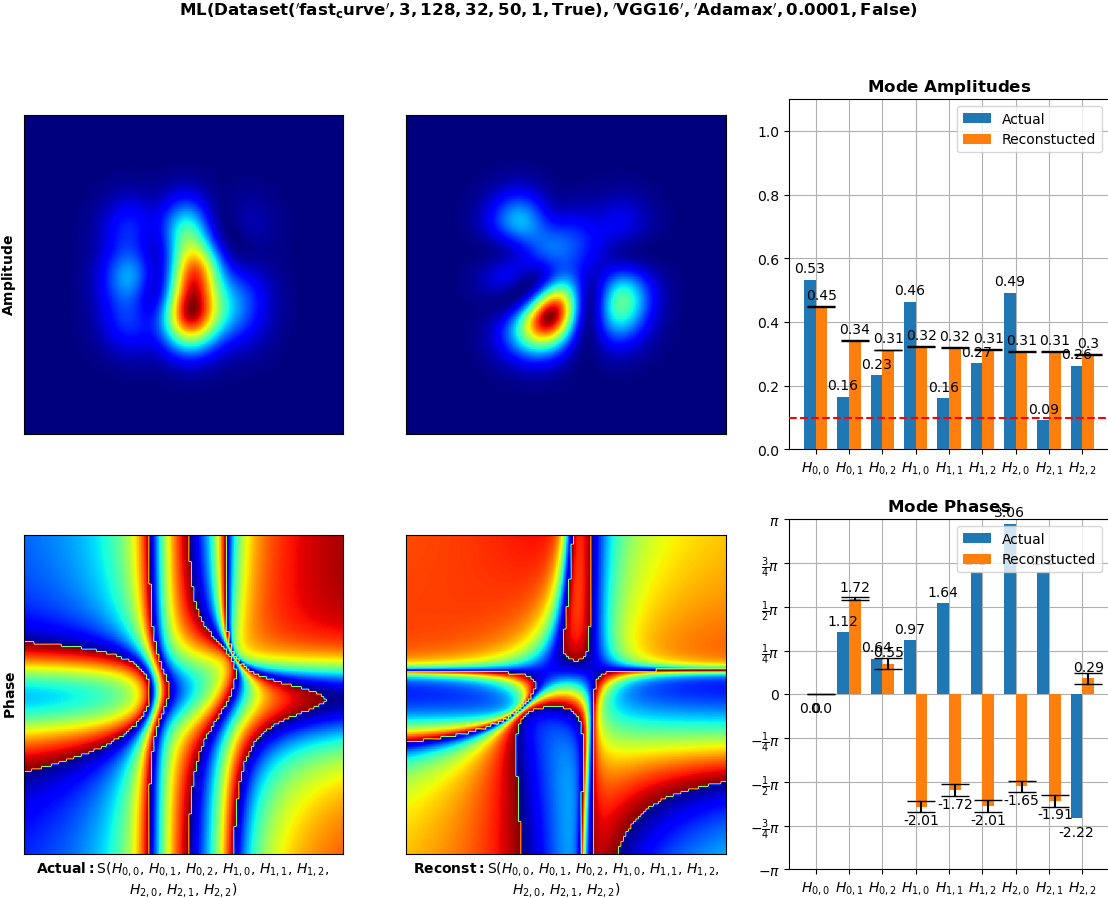 ML(Dataset('fast_curve', 3, 128, 32, 50, 1, True), 'VGG16', 'Adamax', 0.0001, False)
Mode Amplitudes
Amplitude
Actual
Reconstucted
1.0
0.8
0.6
0.4
0.2
0.0
0.53 0.16 0.23 0.46 0.16 0.27 0.49 0.09 0.26
0.45 0.34 0.31 0.32 0.32 0.31 0.31 0.31 0.3
H0,0 H0,1 H0,2 H1,0 H1,1 H1,2 H2,0 H2,1 H2,2
Mode Phases
Phase
Actual
Reconstucted
π
3/4π
1/2π
1/4π
0
−1/4π
−1/2π
−3/4π
−π
0.0 1.12 0.64 0.97 1.64 3.06 -2.22
0.0 1.72 0.55 -2.01 -1.72 -2.01 -1.65 -1.91 0.29
H0,0 H0,1 H0,2 H1,0 H1,1 H1,2 H2,0 H2,1 H2,2
Actual: S(H0,0, H0,1, H0,2, H1,0, H1,1, H1,2,
H2,0, H2,1, H2,2)
Reconst: S(H0,0, H0,1, H0,2, H1,0, H1,1, H1,2,
H2,0, H2,1, H2,2)